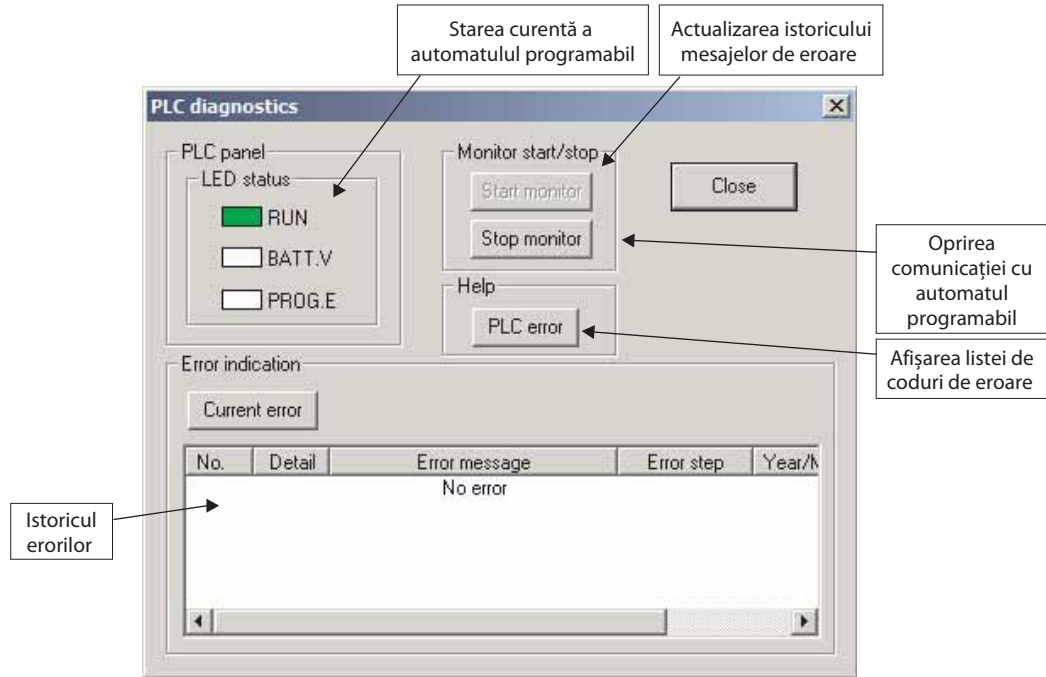 Starea curentă a
automatulul programabil
Actualizarea istoricului
mesajelor de eroare
PLC diagnostics
PLC panel
LED status
RUN
BATT.V
PROG.E
Monitor start/stop
Start monitor
Stop monitor
Close
Help
PLC error
Oprirea
comunicației cu
automatul
programabil
Afișarea listei de
coduri de eroare
Error indication
Current error
No. Detail Error message Error step Year/M
No error
Istoricul
erorilor